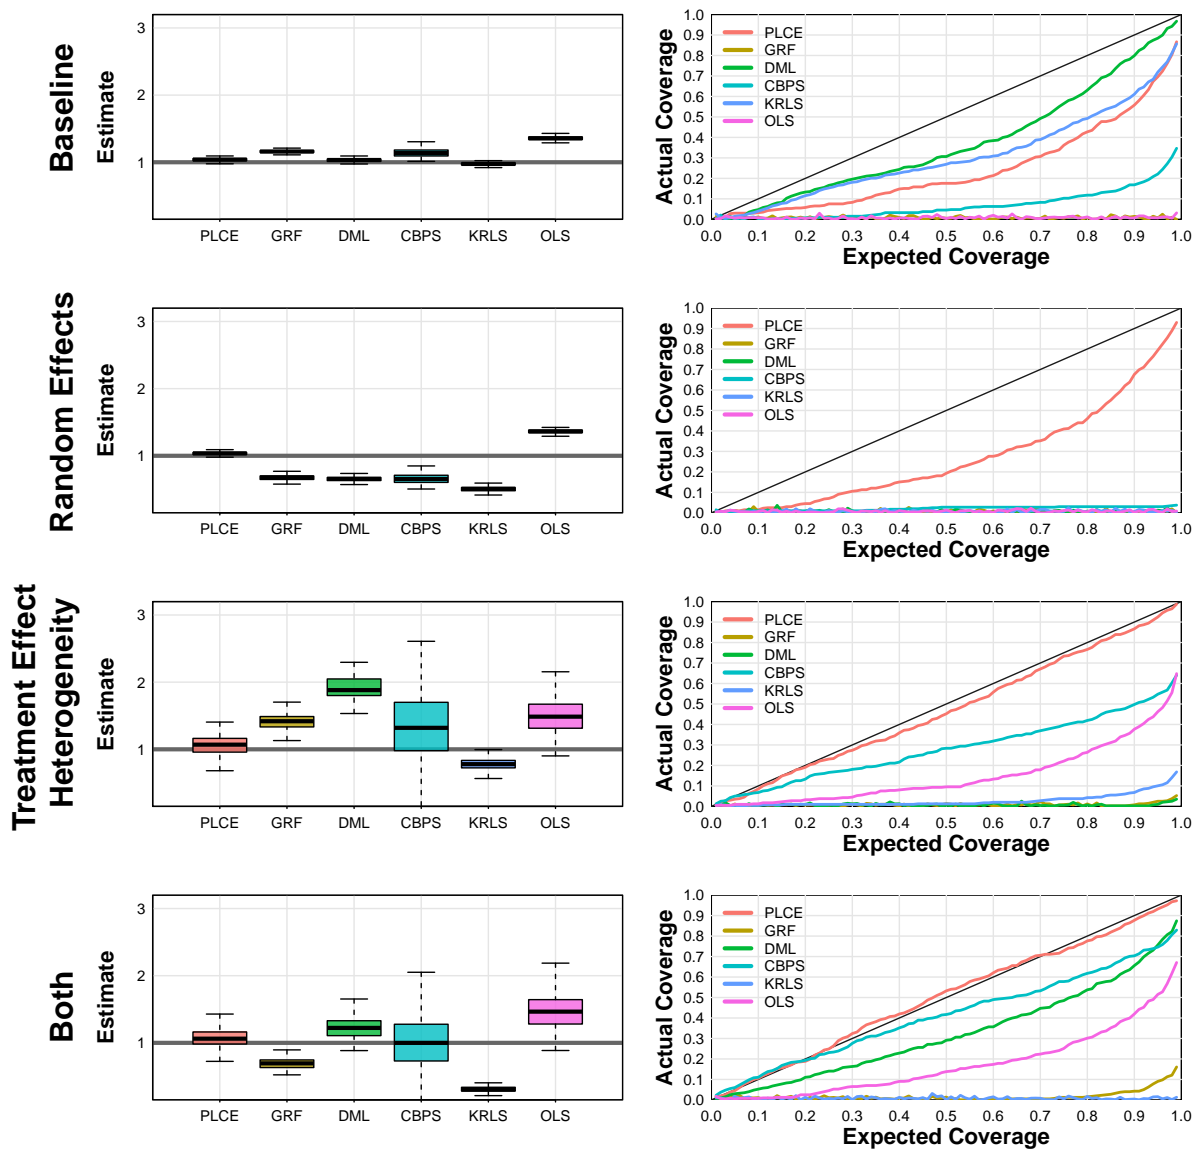 Baseline
Estimate
3
2
1
PLCE GRF DML CBPS KRLS OLS
Actual Coverage
1.0
0.9
0.8
0.7
0.6
0.5
0.4
0.3
0.2
0.1
0.0
PLCE
GRF
DML
CBPS
KRLS
OLS
0.0 0.1 0.2 0.3 0.4 0.5 0.6 0.7 0.8 0.9 1.0
Expected Coverage
Random Effects
Estimate
3
2
1
PLCE GRF DML CBPS KRLS OLS
Actual Coverage
1.0
0.9
0.8
0.7
0.6
0.5
0.4
0.3
0.2
0.1
0.0
PLCE
GRF
DML
CBPS
KRLS
OLS
0.0 0.1 0.2 0.3 0.4 0.5 0.6 0.7 0.8 0.9 1.0
Expected Coverage
Treatment Effect
Heterogeneity
Estimate
3
2
1
PLCE GRF DML CBPS KRLS OLS
Actual Coverage
1.0
0.9
0.8
0.7
0.6
0.5
0.4
0.3
0.2
0.1
0.0
PLCE
GRF
DML
CBPS
KRLS
OLS
0.0 0.1 0.2 0.3 0.4 0.5 0.6 0.7 0.8 0.9 1.0
Expected Coverage
Both
Estimate
3
2
1
PLCE GRF DML CBPS KRLS OLS
Actual Coverage
1.0
0.9
0.8
0.7
0.6
0.5
0.4
0.3
0.2
0.1
0.0
PLCE
GRF
DML
CBPS
KRLS
OLS
0.0 0.1 0.2 0.3 0.4 0.5 0.6 0.7 0.8 0.9 1.0
Expected Coverage